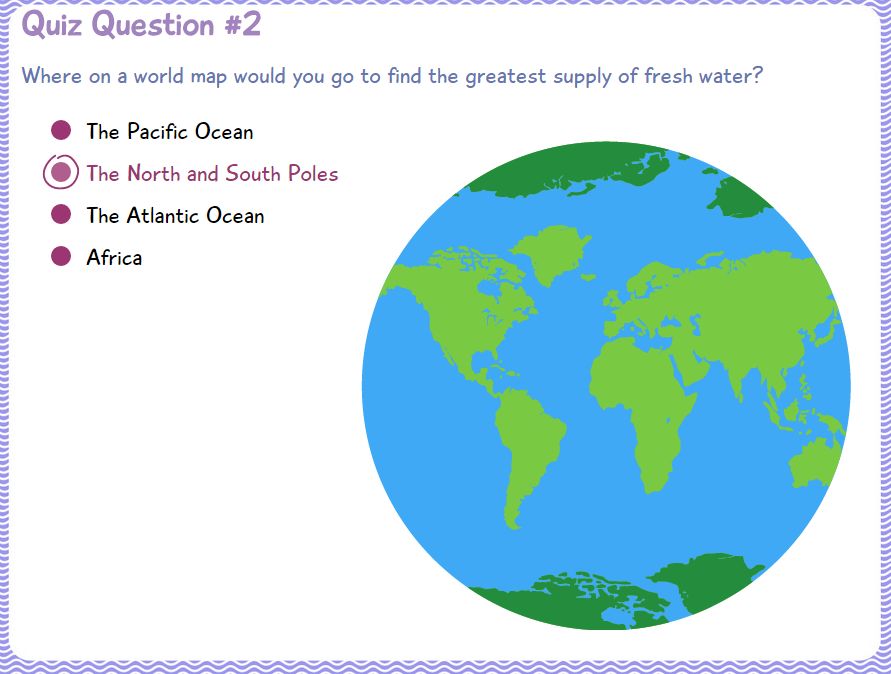 Quiz Question #2
Where on a world map would you go to find the greatest supply of fresh water?
The Pacific Ocean
The North and South Poles
The Atlantic Ocean
Africa